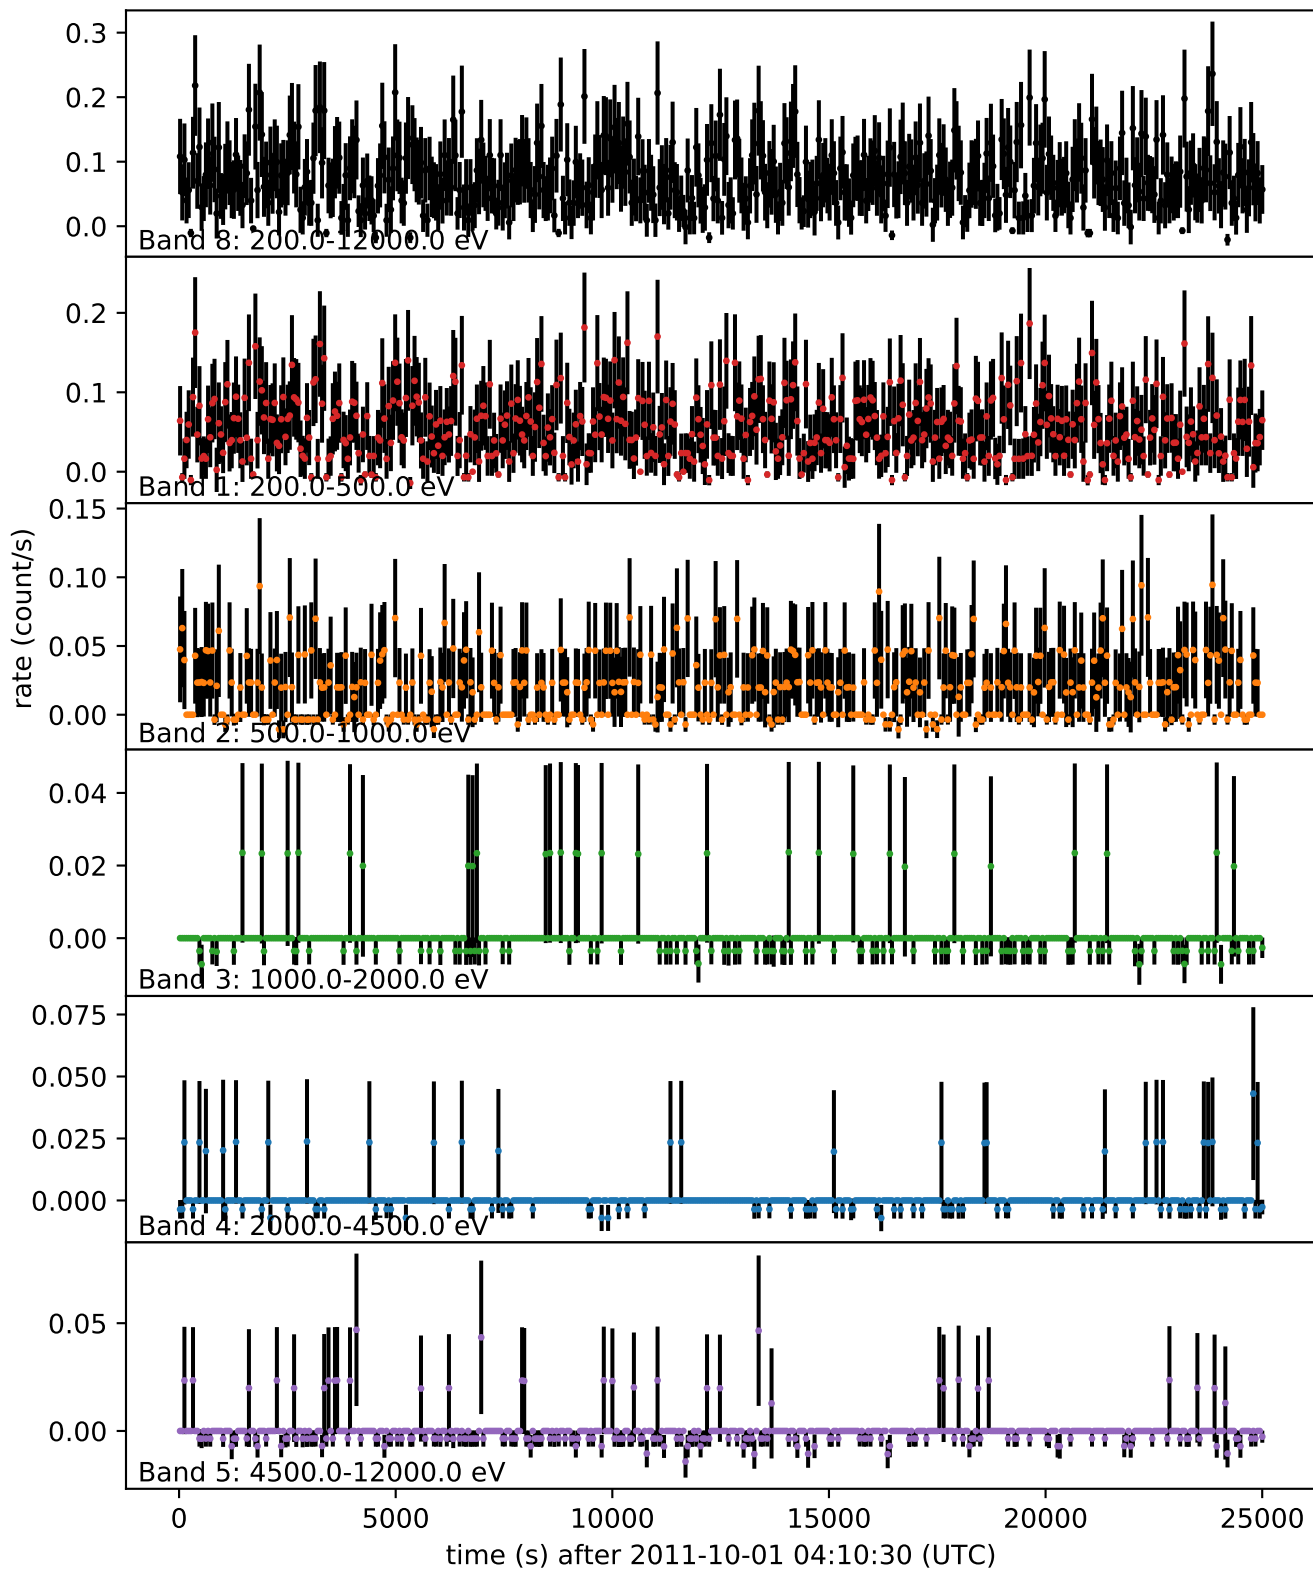 0.3
0.2
0.1
0.0
Band 8: 200.0-12000.0 eV
0.2
0.1
0.0
Band 1: 200.0-500.0 eV
rate (count/s)
0.15
0.10
0.05
0.00
Band 2: 500.0-1000.0 eV
0.04
0.02
0.00
Band 3: 1000.0-2000.0 eV
0.075
0.050
0.025
0.000
Band 4: 2000.0-4500.0 eV
0.05
0.00
Band 5: 4500.0-12000.0 eV
0 5000 10000 15000 20000 25000
time (s) after 2011-10-01 04:10:30 (UTC)